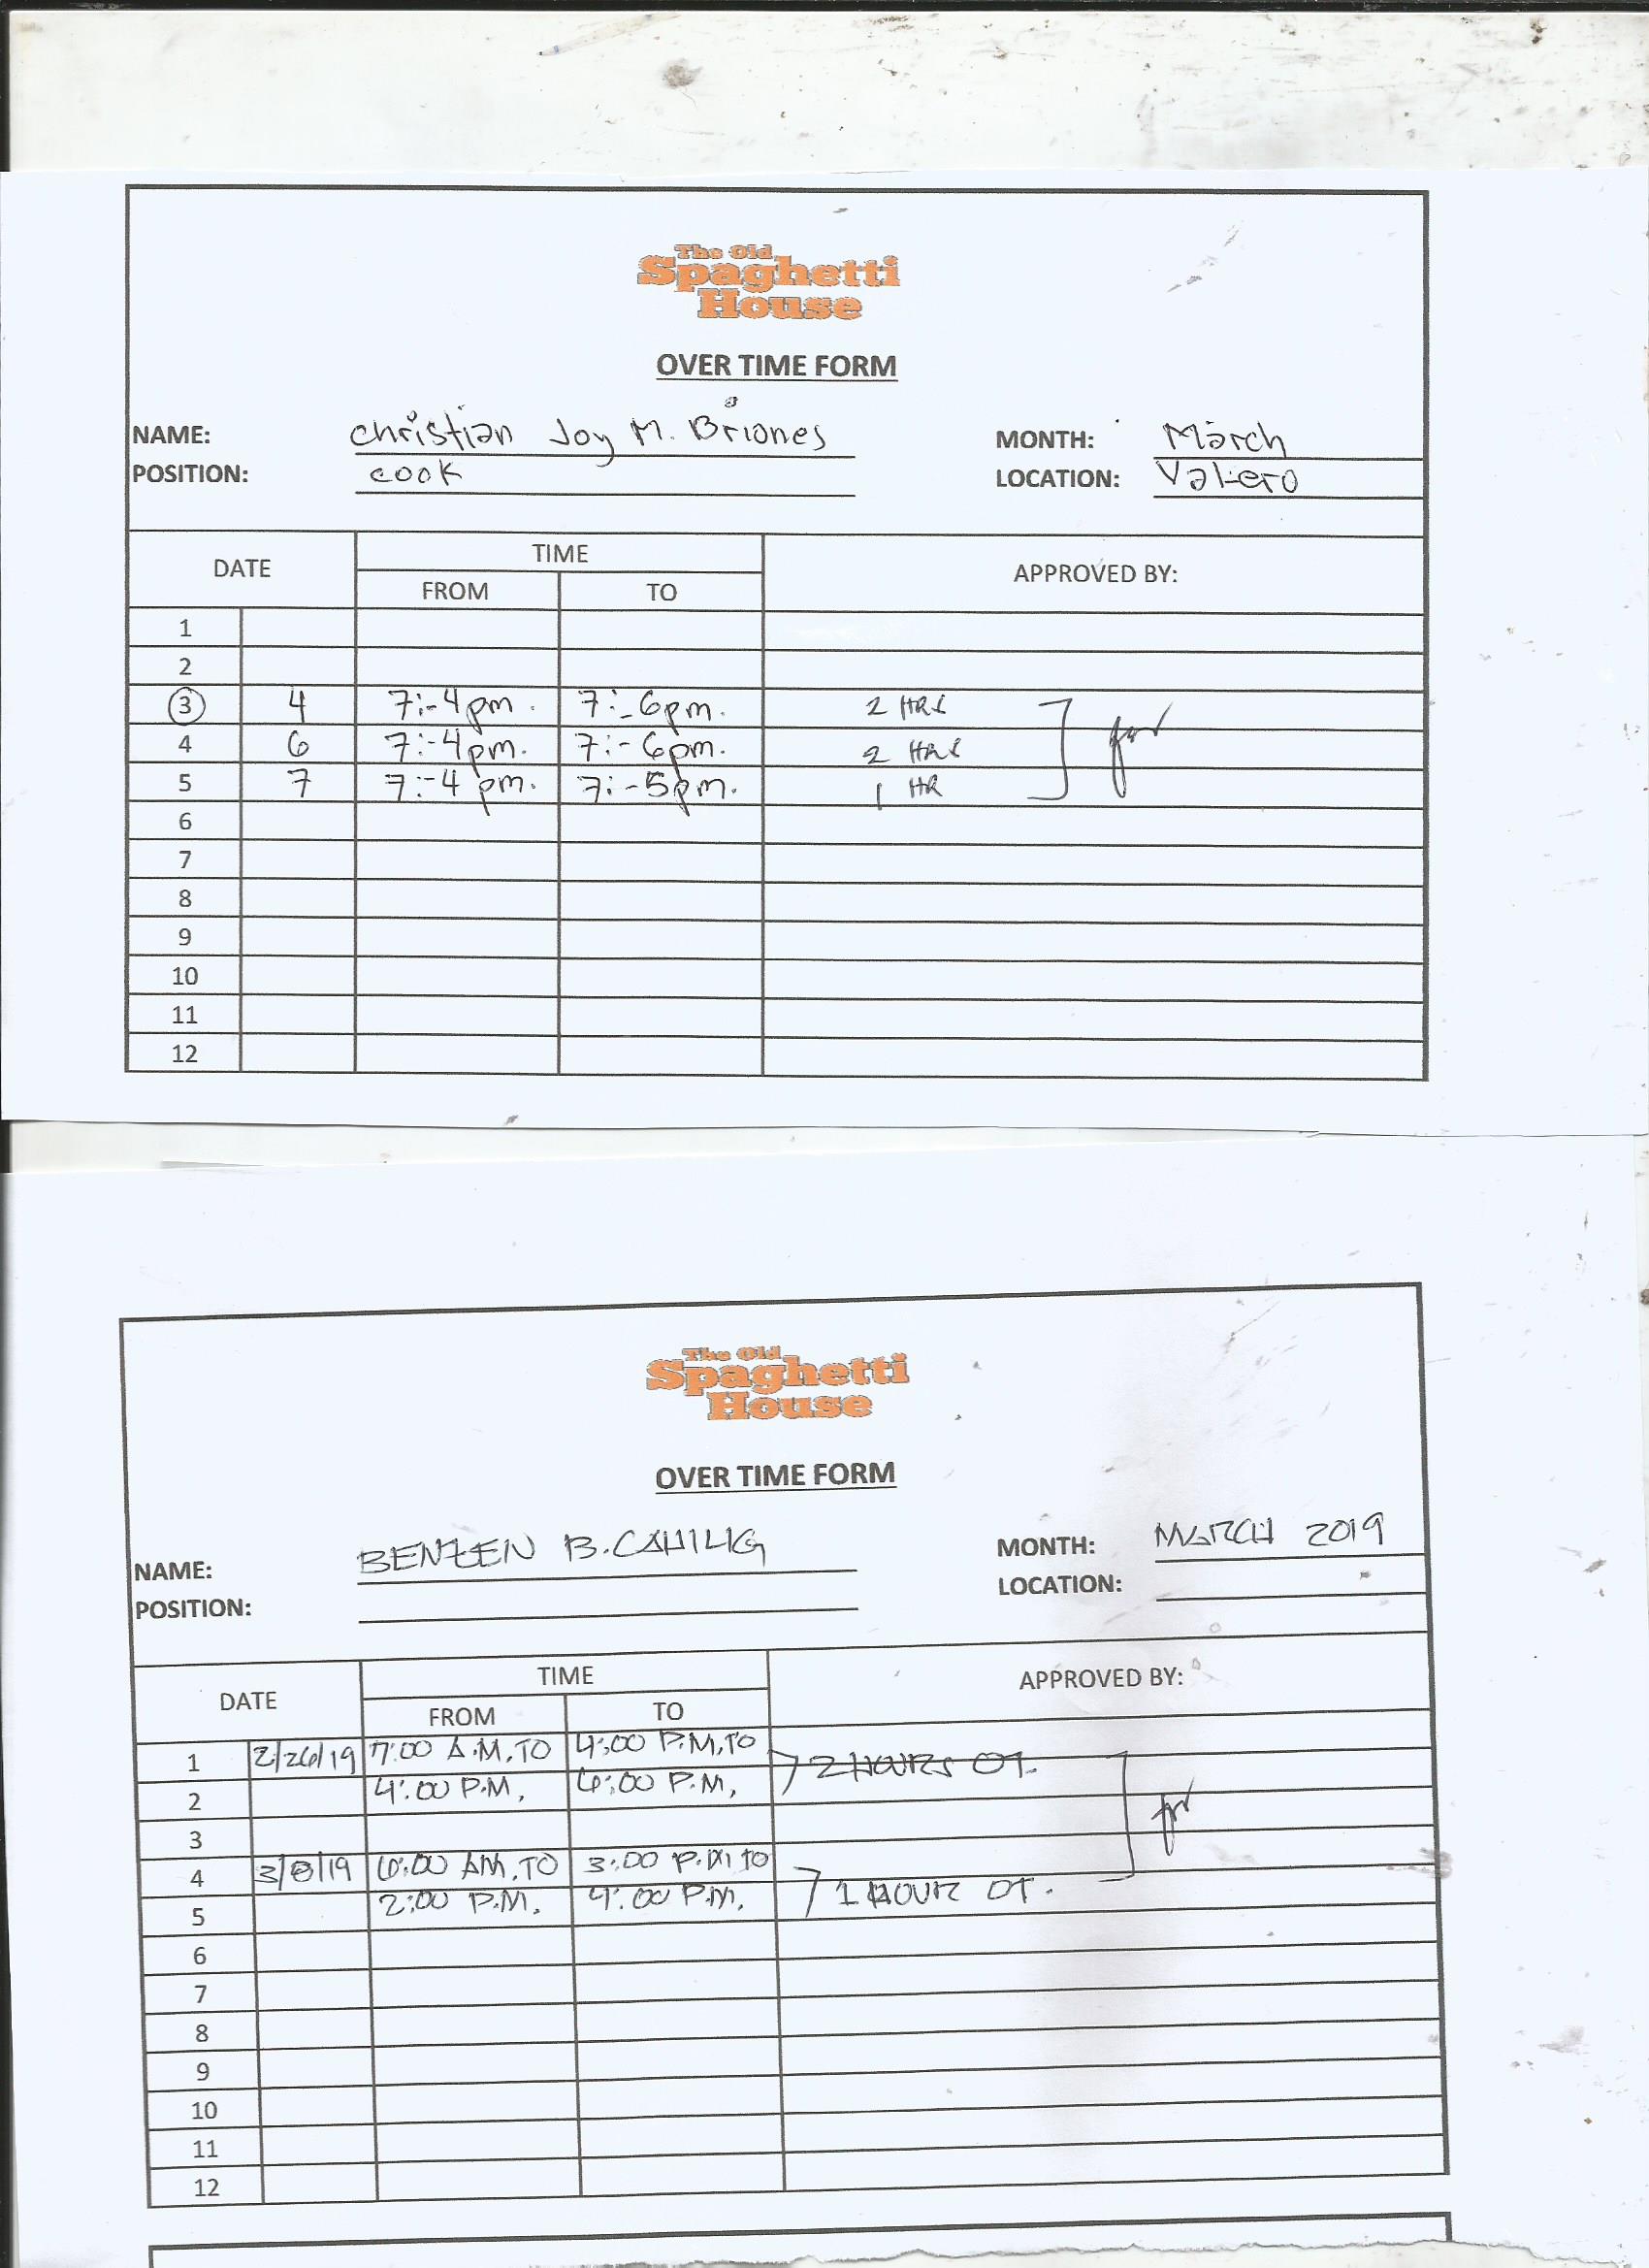 The Old
Spaghetti
House
OVER TIME FORM
NAME: Christian Joy M. Briones MONTH: March
POSITION: cook LOCATION: Valero
DATE TIME APPROVED BY:
FROM TO
1
2
3 4 7:-4pm. 7:-6pm. 2 HRS
4 6 7:-4pm. 7:-6pm. 2 HRS
5 7 7:-4 pm. 7:-5pm. 1 HR
6
7
8
9
10
11
12
The Old
Spaghetti
House
OVER TIME FORM
NAME: BENZEN B. CAHILIG MONTH: MARCH 2019
POSITION: LOCATION:
DATE TIME APPROVED BY:
FROM TO
1 2/26/19 7:00 A.M. TO 4:00 P.M. TO 2 HOURS OT.
2 4:00 P.M. 6:00 P.M.
3
4 3/8/19 6:00 AM. TO 3:00 P.M TO
5 2:00 P.M. 4:00 P.M. 1 HOUR OT.
6
7
8
9
10
11
12